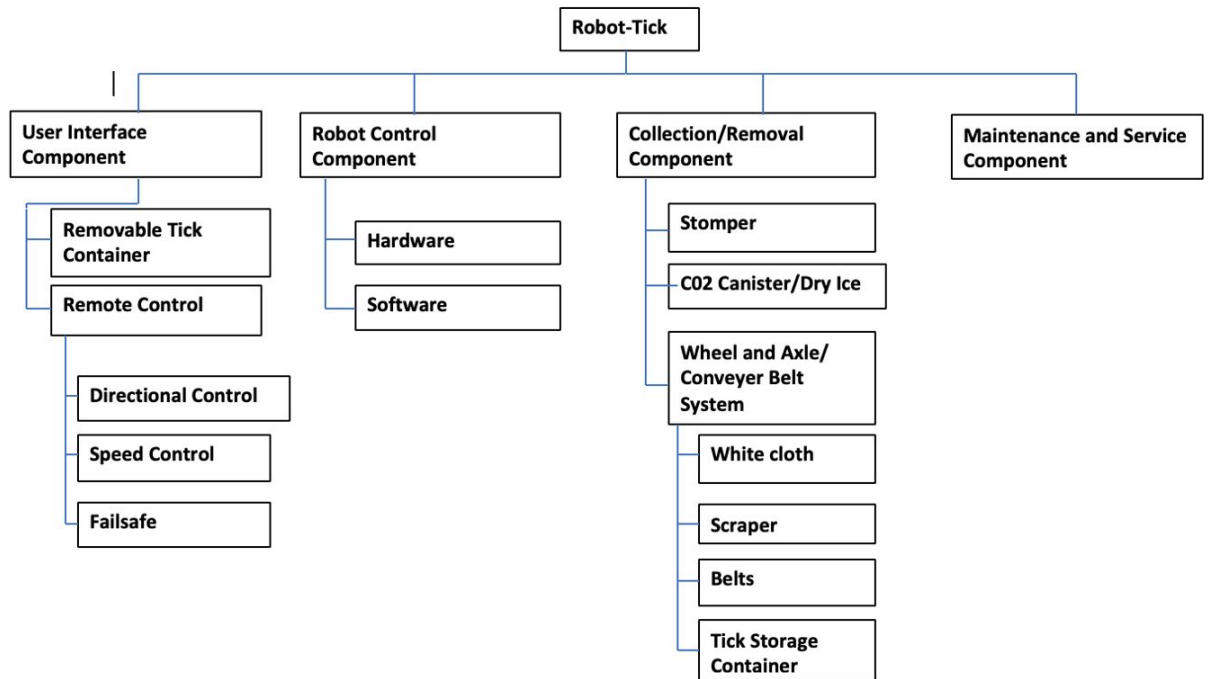 Robot-Tick
User Interface
Component
Removable Tick
Container
Remote Control
Directional Control
Speed Control
Failsafe
Robot Control
Component
Hardware
Software
Collection/Removal
Component
Stomper
C02 Canister/Dry Ice
Wheel and Axle/
Conveyer Belt
System
White cloth
Scraper
Belts
Tick Storage
Container
Maintenance and Service
Component